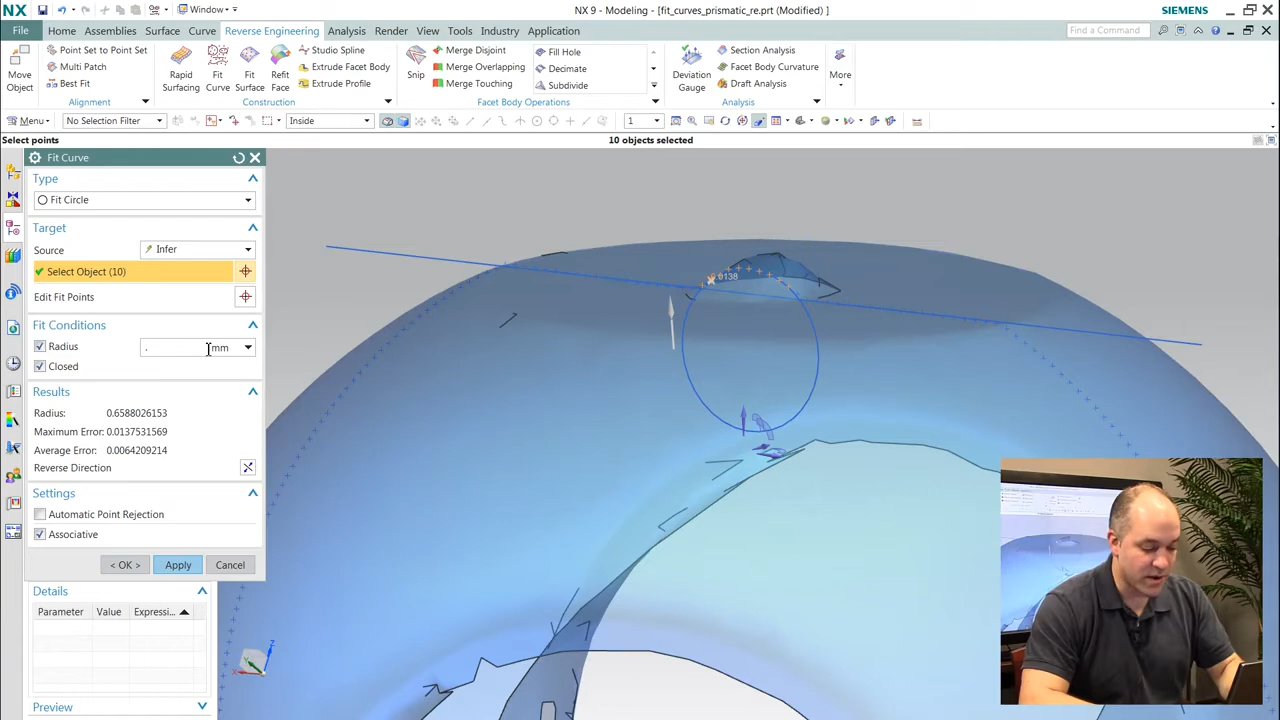 NX
Window
NX 9 - Modeling - [fit_curves_prismatic_re.prt (Modified) ]
SIEMENS
File
Home
Assemblies
Surface
Curve
Reverse Engineering
Analysis
Render
View
Tools
Industry
Application
Find a Command
Move Object
Point Set to Point Set
Multi Patch
Best Fit
Alignment
Rapid Surfacing
Fit Curve
Fit Surface
Refit Face
Studio Spline
Extrude Facet Body
Extrude Profile
Construction
Snip
Merge Disjoint
Merge Overlapping
Merge Touching
Fill Hole
Decimate
Subdivide
Facet Body Operations
Deviation Gauge
Section Analysis
Facet Body Curvature
Draft Analysis
Analysis
More
Menu
No Selection Filter
Inside
1
Select points
10 objects selected
Fit Curve
Type
Fit Circle
Target
Source
Infer
Select Object (10)
Edit Fit Points
Fit Conditions
Radius
.
mm
Closed
Results
Radius: 0.6588026153
Maximum Error: 0.0137531569
Average Error: 0.0064209214
Reverse Direction
Settings
Automatic Point Rejection
Associative
< OK >
Apply
Cancel
Details
Parameter
Value
Expressi...
Preview
X
Z